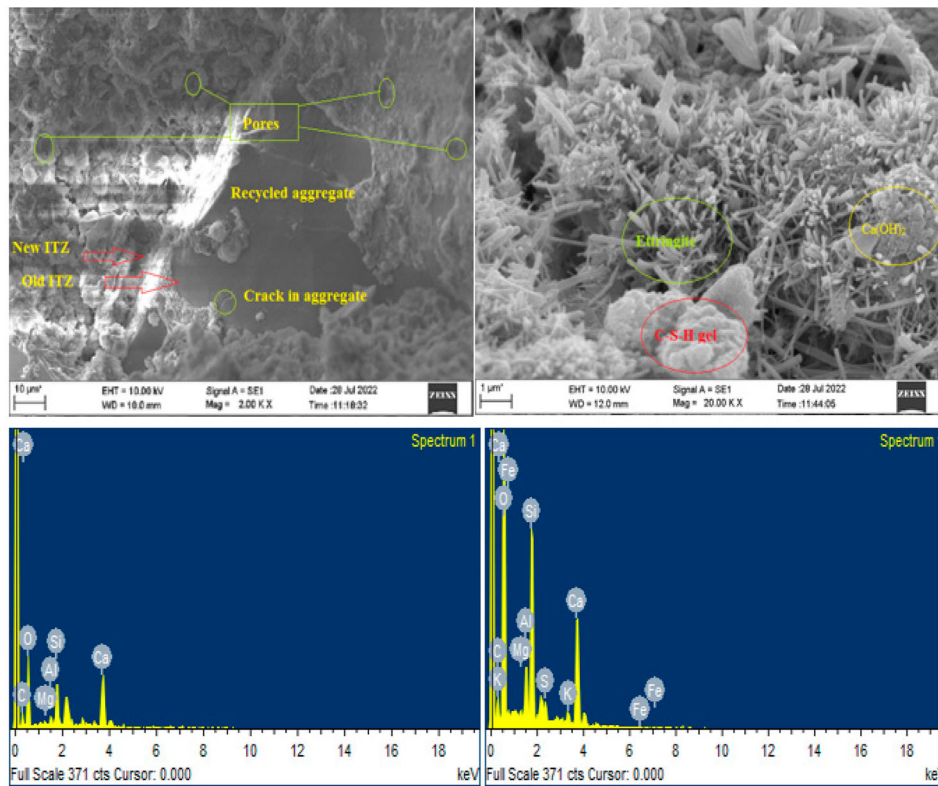 Pores
Recycled aggregate
New ITZ
Old ITZ
Crack in aggregate
10 µm*
EHT = 10.00 kV
WD = 10.0 mm
Signal A = SE1
Mag = 2.00 K X
Date :28 Jul 2022
Time :11:18:32
ZEISS
Ettringite
Ca(OH)2
C-S-H gel
1 µm*
EHT = 10.00 kV
WD = 12.0 mm
Signal A = SE1
Mag = 20.00 K X
Date :28 Jul 2022
Time :11:44:05
ZEISS
Spectrum 1
Ca
O
Si
Al
C
Mg
Ca
0 2 4 6 8 10 12 14 16 18
Full Scale 371 cts Cursor: 0.000
keV
Spectrum
Ca
Fe
O
Si
Ca
Al
Mg
C
K
S
K
Fe
Fe
0 2 4 6 8 10 12 14 16 18
Full Scale 371 cts Cursor: 0.000
ke